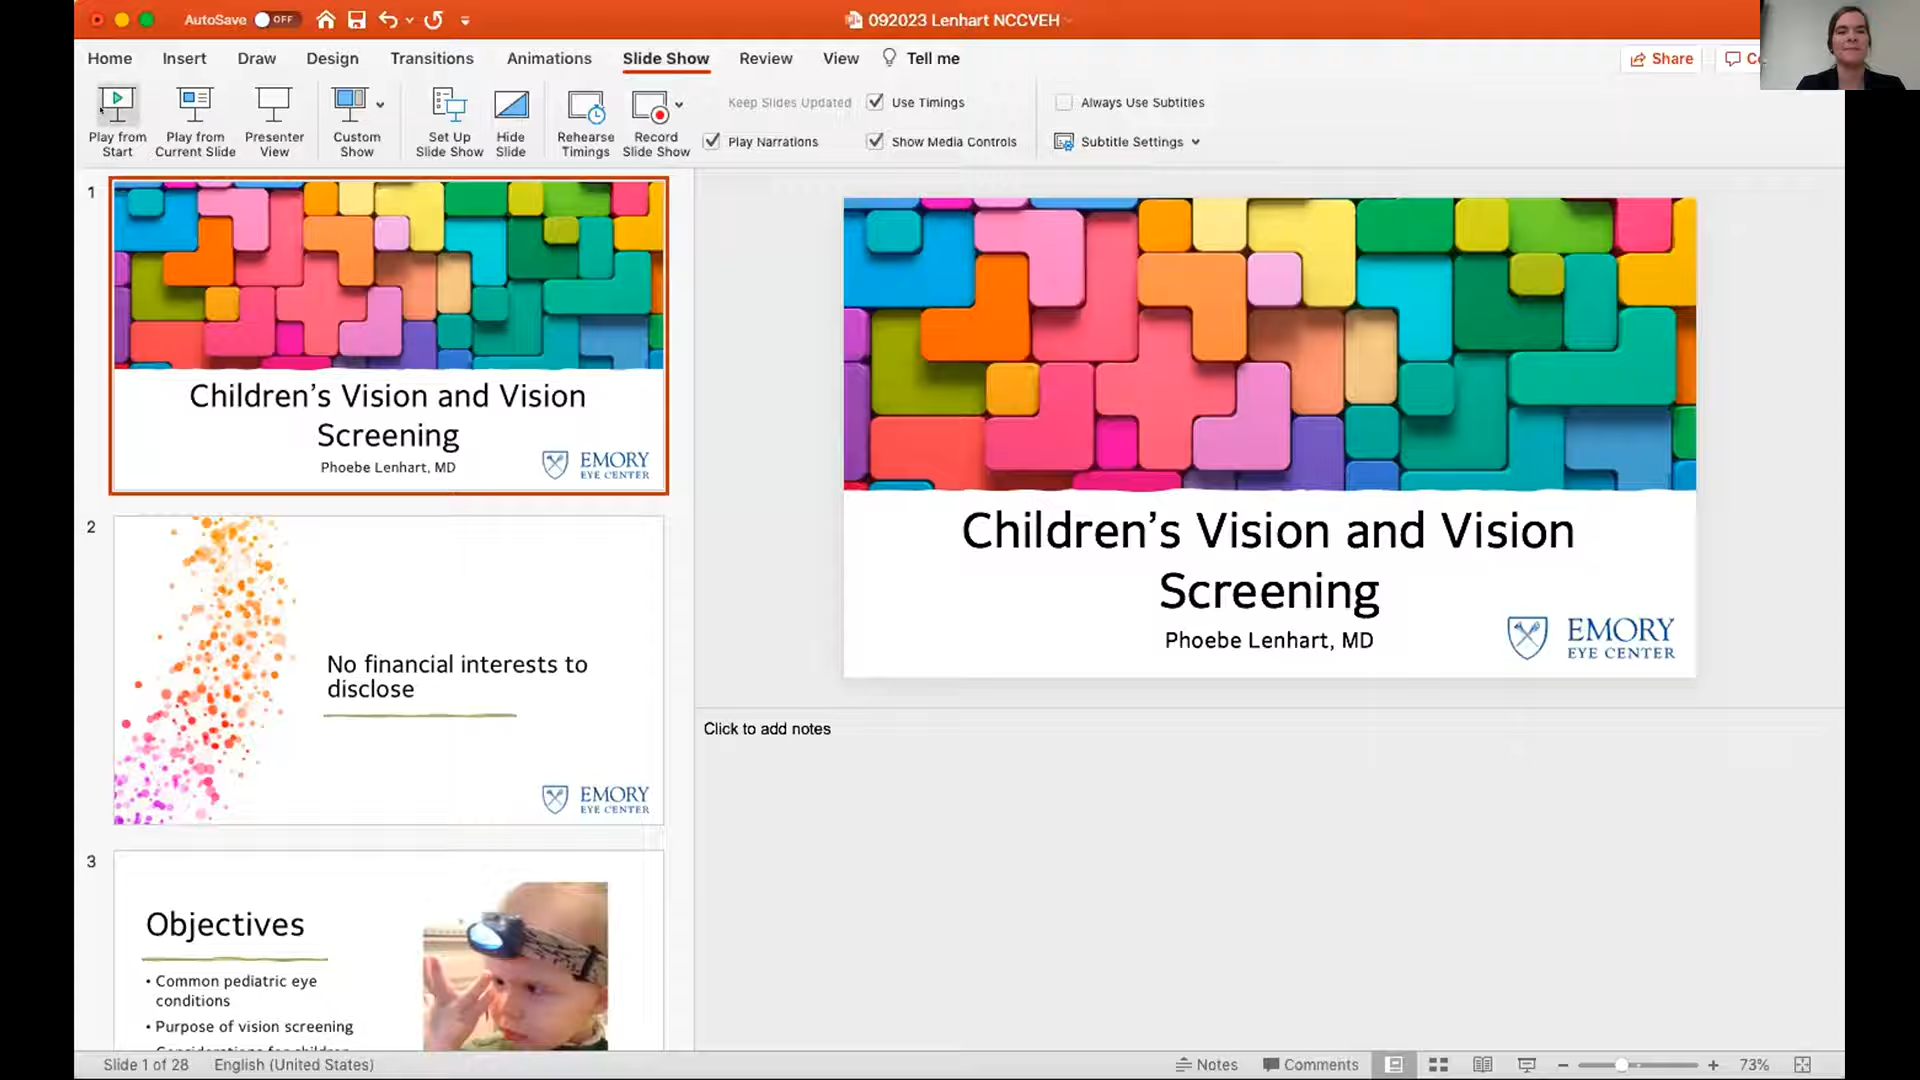 AutoSave OFF
092023 Lenhart NCCVEH
Home Insert Draw Design Transitions Animations Slide Show Review View Tell me
Share
Play from Start
Play from Current Slide
Presenter View
Custom Show
Set Up Slide Show
Hide Slide
Rehearse Timings
Record Slide Show
Keep Slides Updated
Use Timings
Play Narrations
Show Media Controls
Always Use Subtitles
Subtitle Settings
1
Children’s Vision and Vision
Screening
Phoebe Lenhart, MD
EMORY
EYE CENTER
2
No financial interests to
disclose
EMORY
EYE CENTER
3
Objectives
• Common pediatric eye
conditions
• Purpose of vision screening
Children’s Vision and Vision
Screening
Phoebe Lenhart, MD
EMORY
EYE CENTER
Click to add notes
Slide 1 of 28 English (United States)
Notes Comments 73%